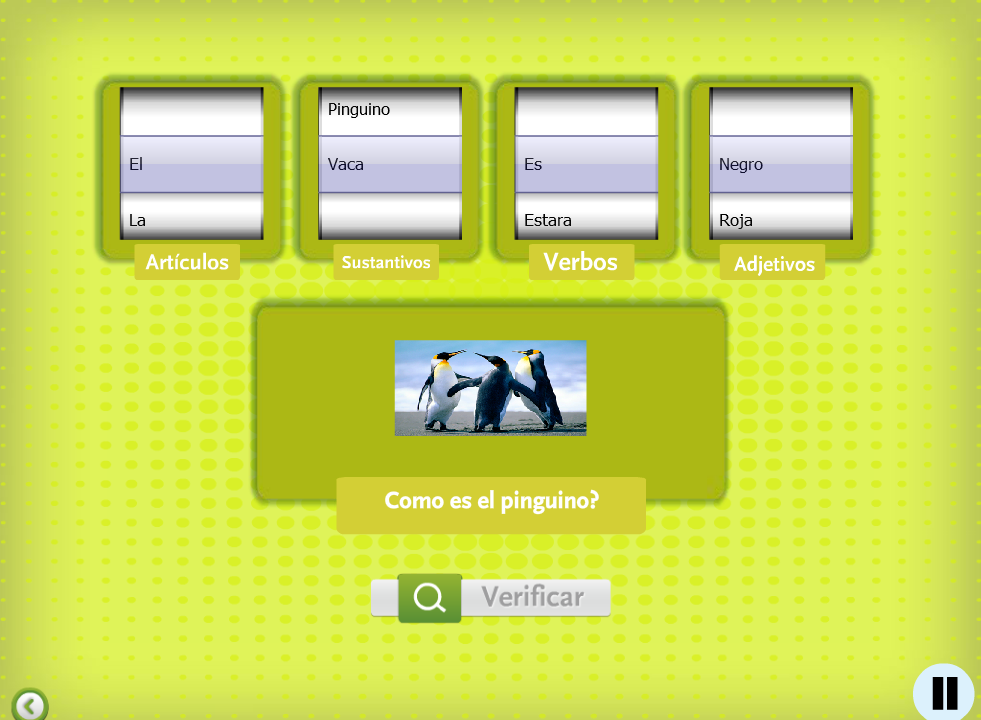 El
La
Artículos
Pinguino
Vaca
Sustantivos
Es
Estara
Verbos
Negro
Roja
Adjetivos
Como es el pinguino?
Verificar